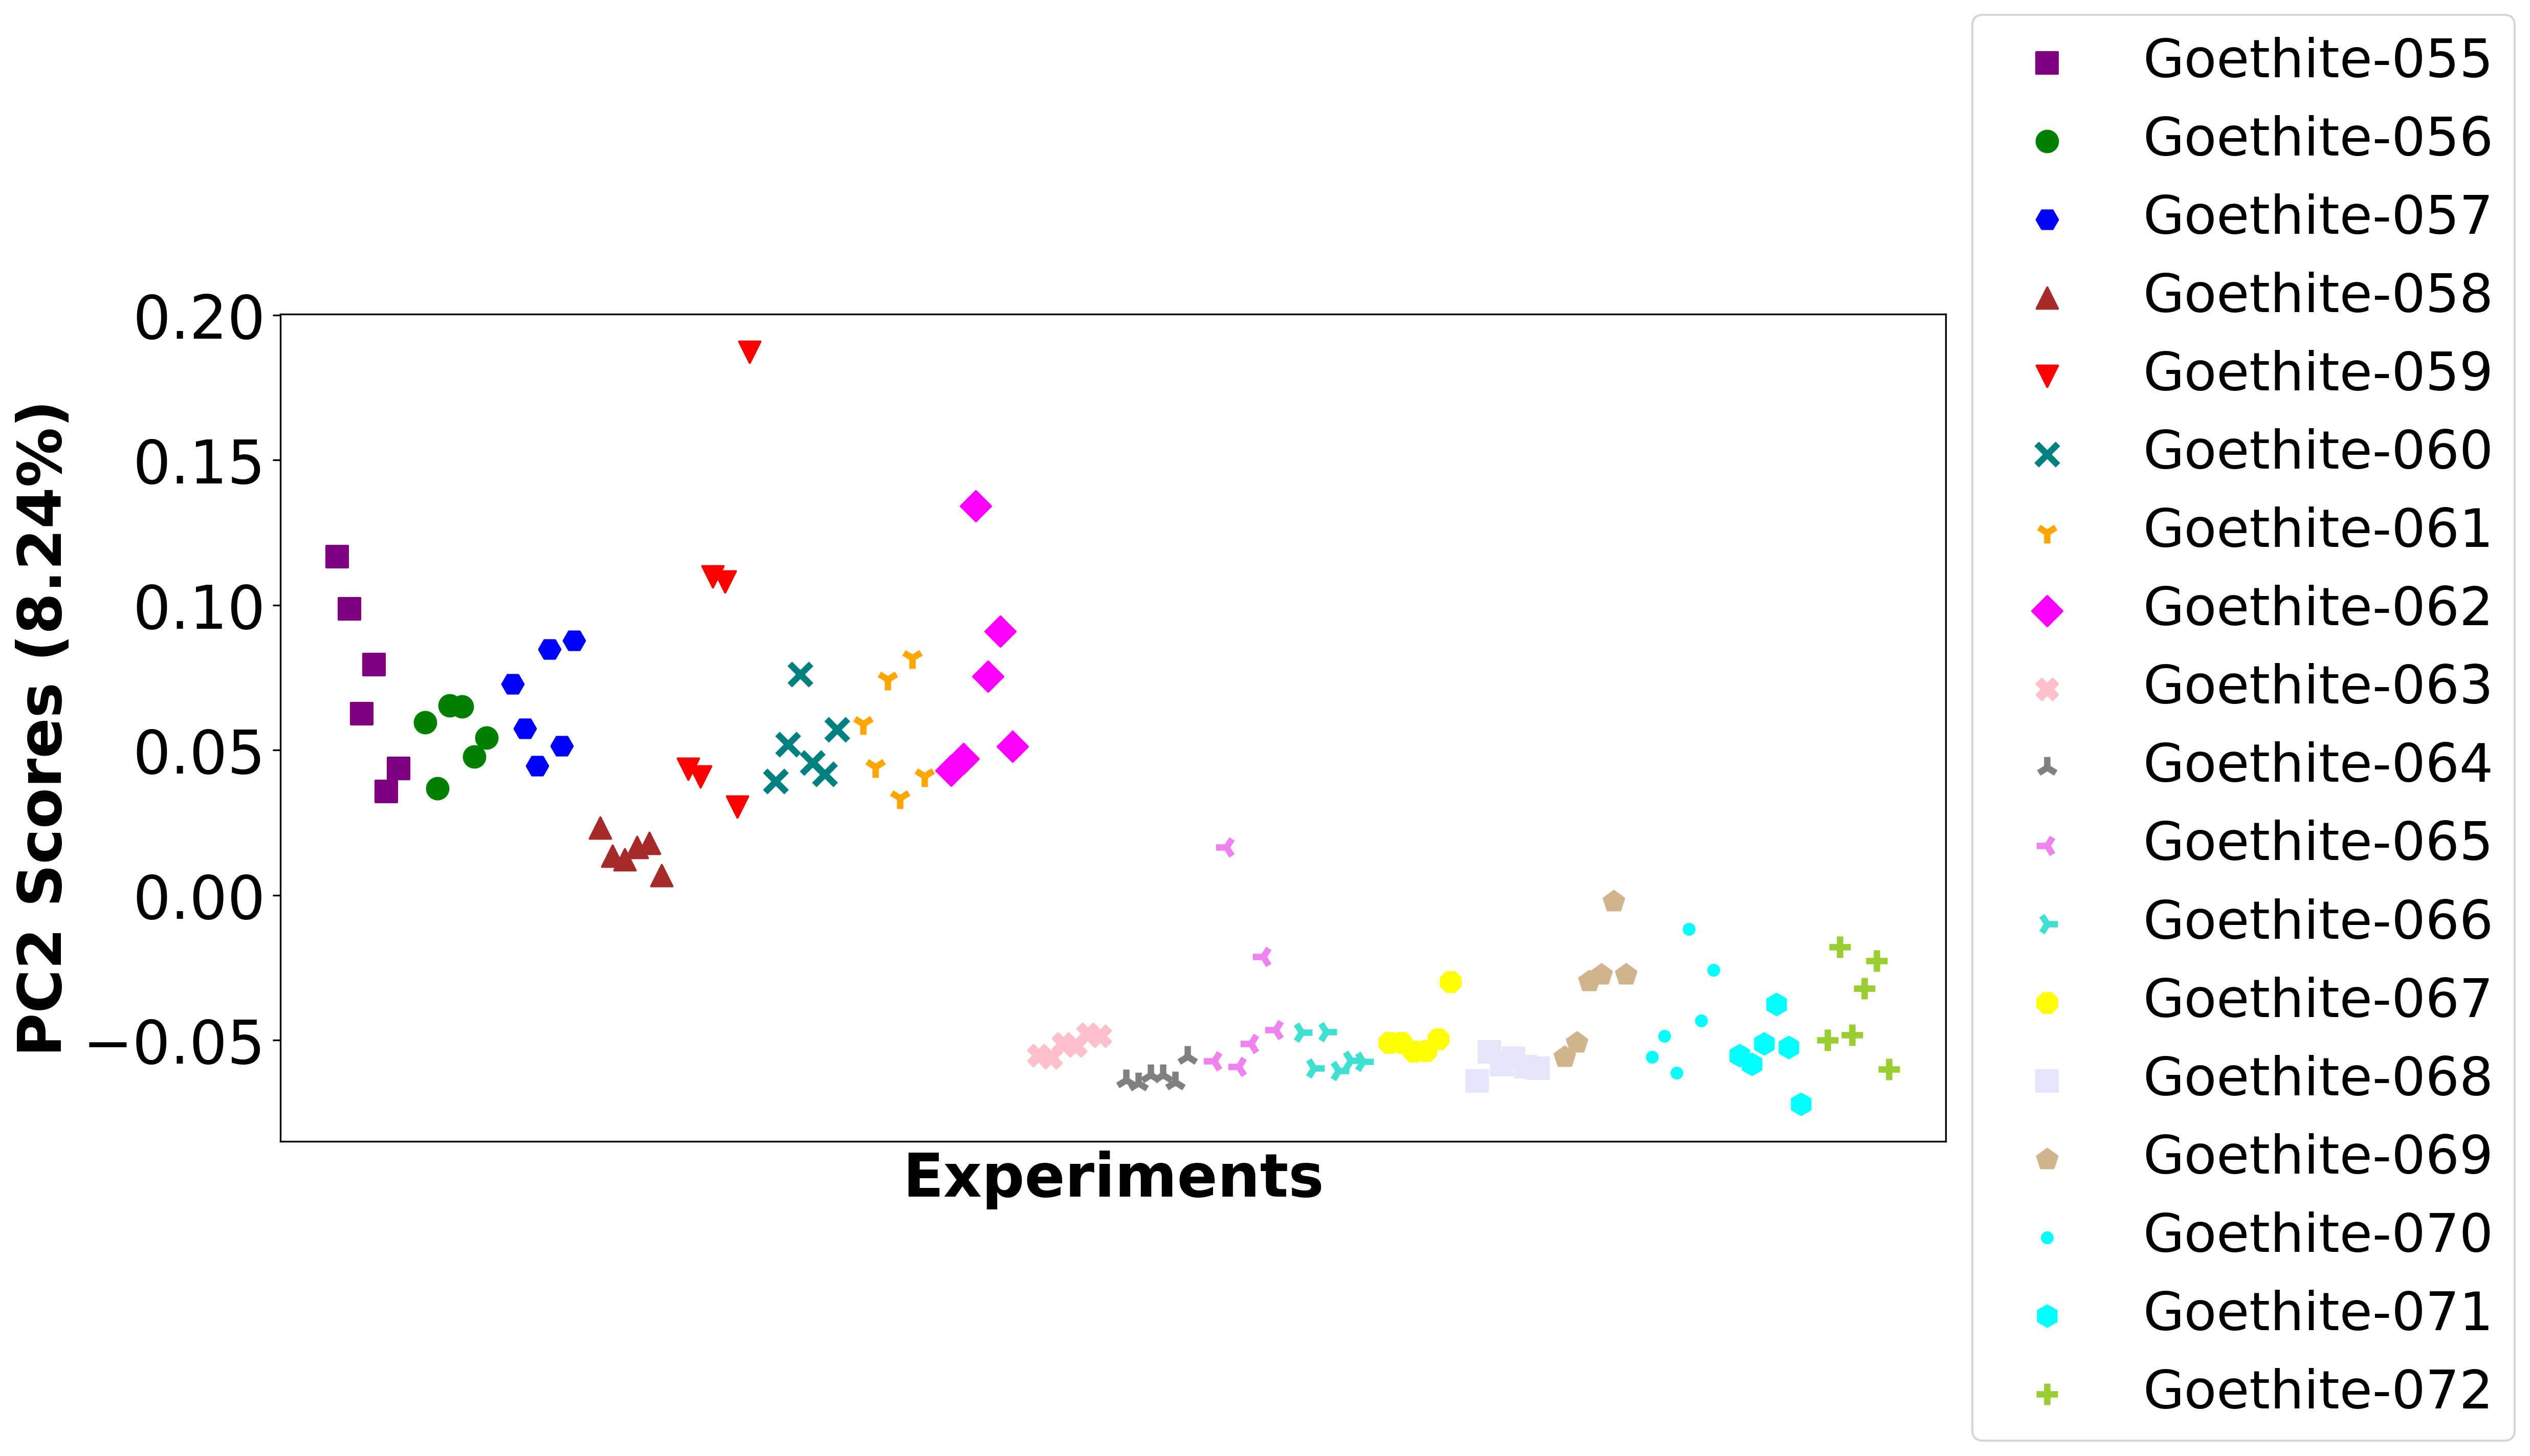 PC2 Scores (8.24%)
0.20
0.15
0.10
0.05
0.00
−0.05
Experiments
Goethite-055
Goethite-056
Goethite-057
Goethite-058
Goethite-059
Goethite-060
Goethite-061
Goethite-062
Goethite-063
Goethite-064
Goethite-065
Goethite-066
Goethite-067
Goethite-068
Goethite-069
Goethite-070
Goethite-071
Goethite-072